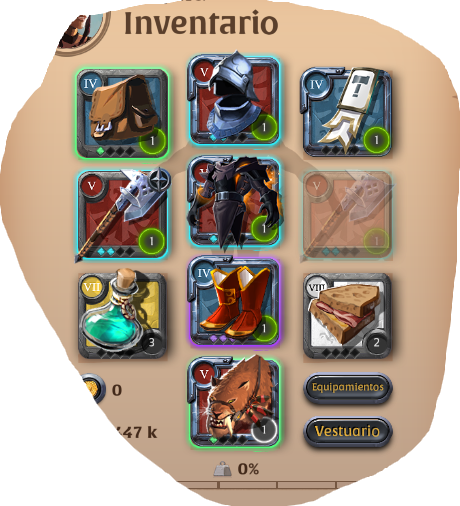 Inventario
IV
V
IV
1
1
1
V
V
1
1
1
VII
IV
VIII
3
1
2
V
1
0
Equipamientos
47 k
Vestuario
0%